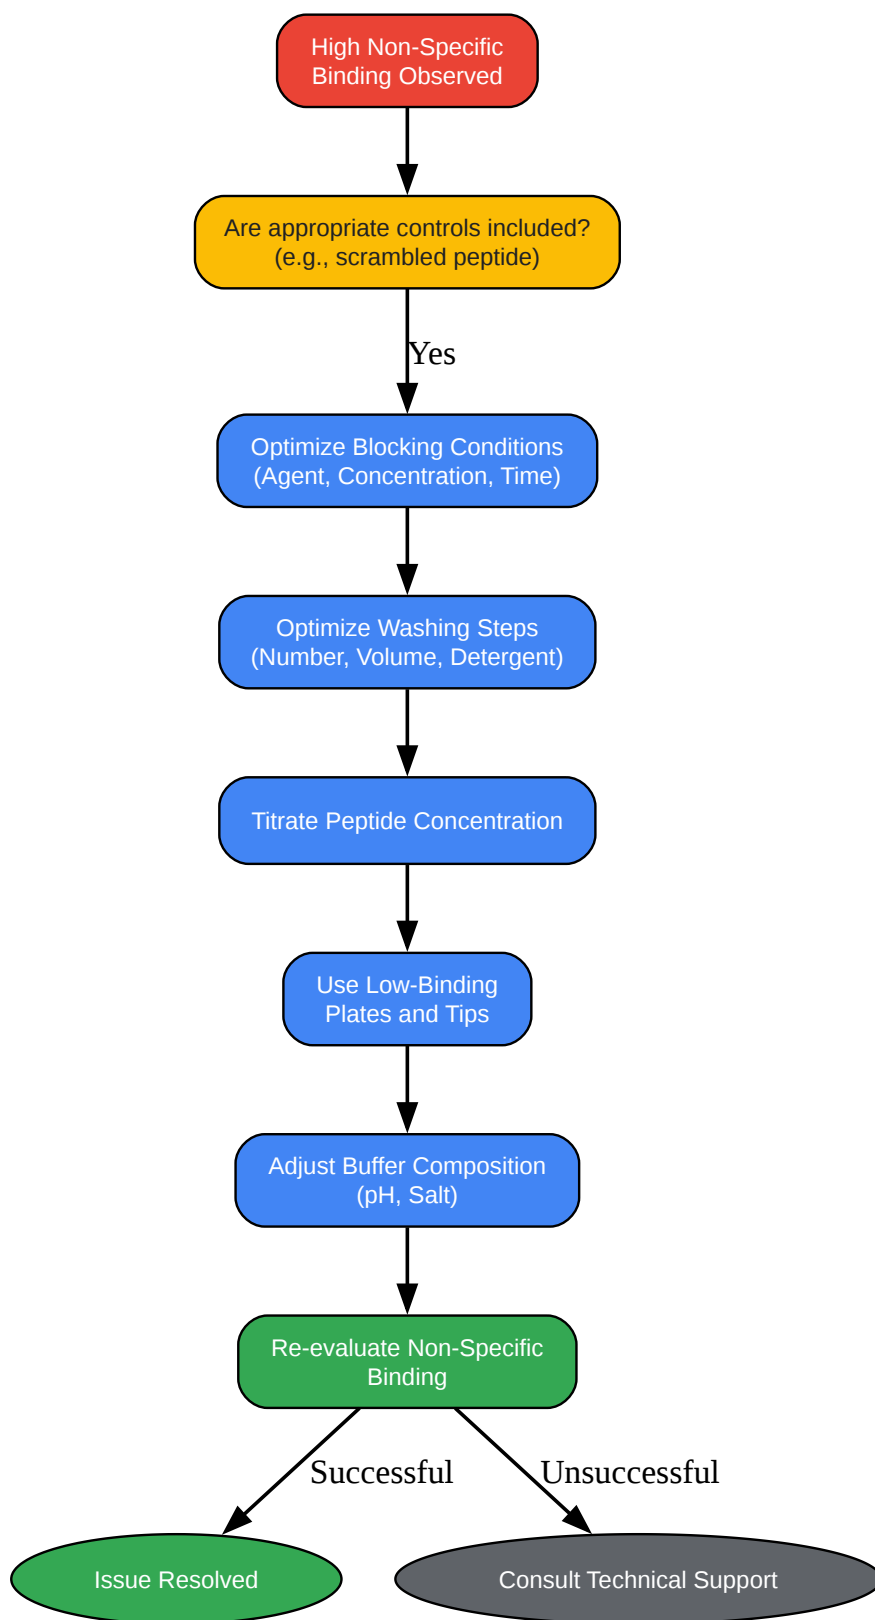 High Non-Specific
Binding Observed
Are appropriate controls included?
(e.g., scrambled peptide)
Yes
Optimize Blocking Conditions
(Agent, Concentration, Time)
Optimize Washing Steps
(Number, Volume, Detergent)
Titrate Peptide Concentration
Use Low-Binding
Plates and Tips
Adjust Buffer Composition
(pH, Salt)
Re-evaluate Non-Specific
Binding
Successful
Unsuccessful
Issue Resolved
Consult Technical Support